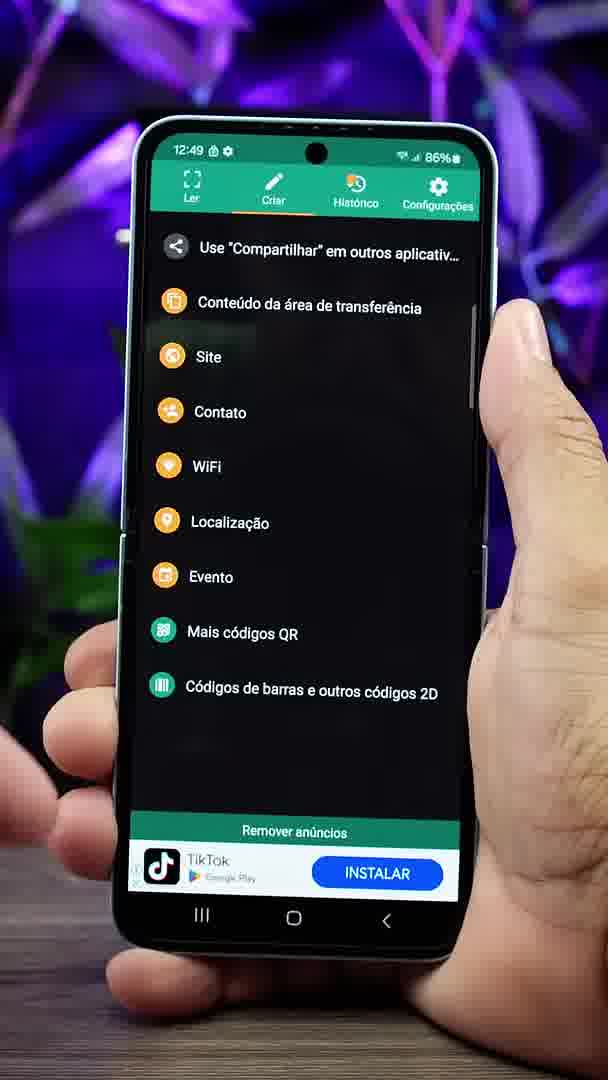 12:49
86%
Ler
Criar
Histórico
Configurações
Use "Compartilhar" em outros aplicativ...
Conteúdo da área de transferência
Site
Contato
WiFi
Localização
Evento
Mais códigos QR
Códigos de barras e outros códigos 2D
Remover anúncios
TikTok
Google Play
INSTALAR